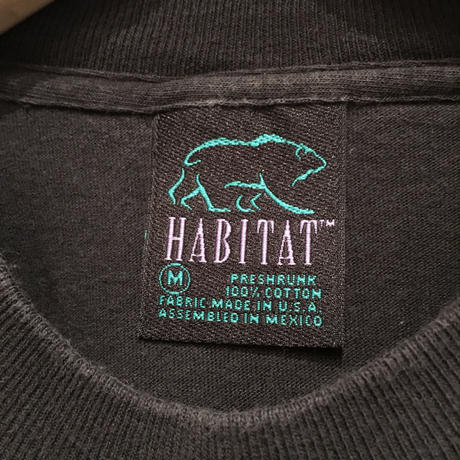 HABITAT™
M PRESHRUNK
100% COTTON
FABRIC MADE IN U.S.A.
ASSEMBLED IN MEXICO